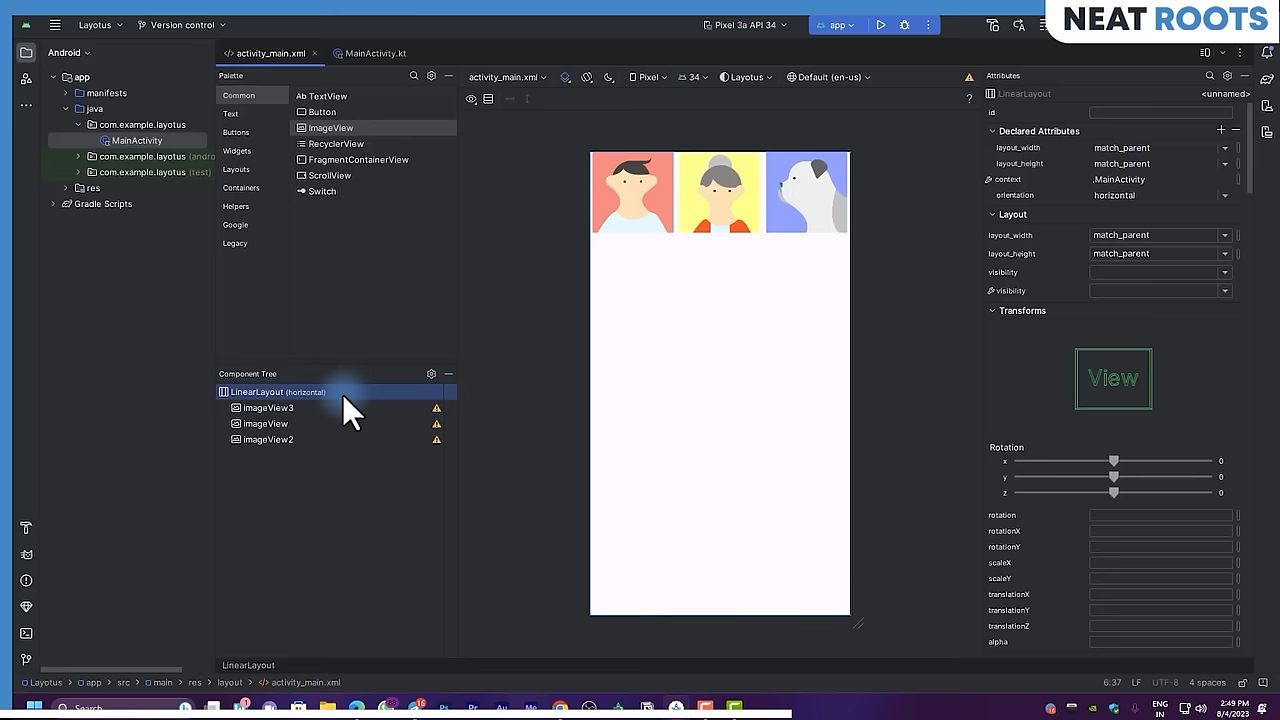 NEAT ROOTS
Layotus
Version control
Pixel 3a API 34
app
Android
activity_main.xml
MainActivity.kt
app
manifests
java
com.example.layotus
MainActivity
com.example.layotus (andro
com.example.layotus (test)
res
Gradle Scripts
Palette
Common
Text
Buttons
Widgets
Layouts
Containers
Helpers
Google
Legacy
Ab TextView
Button
ImageView
RecyclerView
FragmentContainerView
ScrollView
Switch
Component Tree
LinearLayout (horizontal)
imageView3
imageView
imageView2
activity_main.xml
Pixel
34
Layotus
Default (en-us)
?
Attributes
LinearLayout
<unnamed>
id
Declared Attributes
layout_width match_parent
layout_height match_parent
context .MainActivity
orientation horizontal
Layout
layout_width match_parent
layout_height match_parent
visibility
visibility
Transforms
View
Rotation
x 0
y 0
z 0
rotation
rotationX
rotationY
scaleX
scaleY
translationX
translationY
translationZ
alpha
LinearLayout
Layotus > app > src > main > res > layout > activity_main.xml
6:37 LF UTF-8 4 spaces
Search
ENG
IN
2:49 PM
8/4/2023